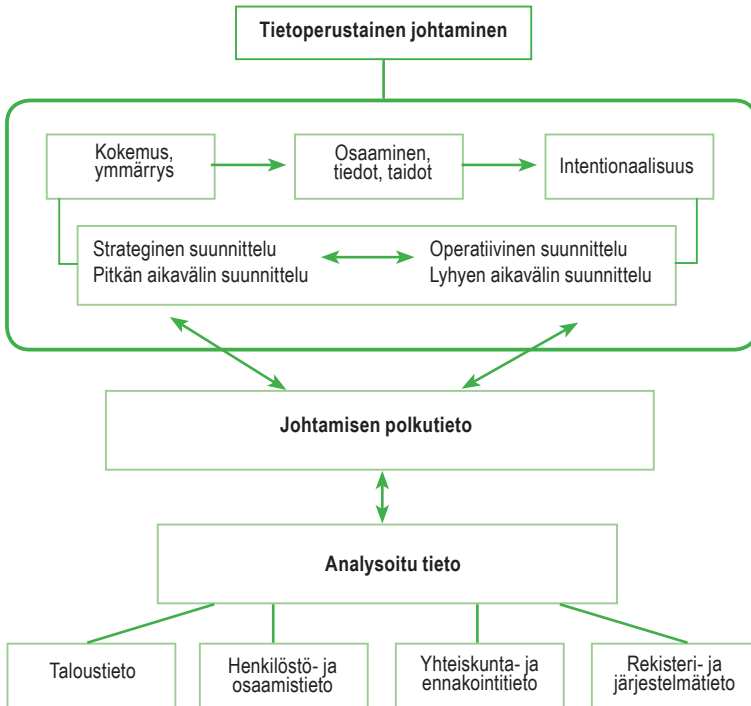 Tietoperustainen johtaminen
Kokemus,
ymmärrys
Osaaminen,
tiedot, taidot
Intentionaalisuus
Strateginen suunnittelu
Pitkän aikavälin suunnittelu
Operatiivinen suunnittelu
Lyhyen aikavälin suunnittelu
Johtamisen polkutieto
Analysoitu tieto
Taloustieto
Henkilöstö- ja
osaamistieto
Yhteiskunta- ja
ennakointitieto
Rekisteri- ja
järjestelmätieto